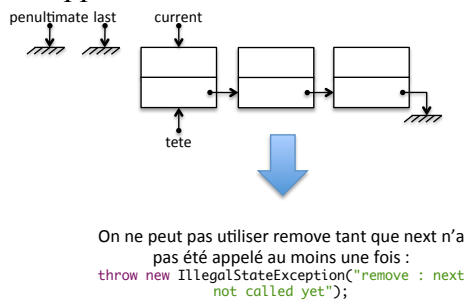 penultimate last current
tete
On ne peut pas utiliser remove tant que next n'a
pas été appelé au moins une fois :
throw new IllegalStateException("remove : next
not called yet");